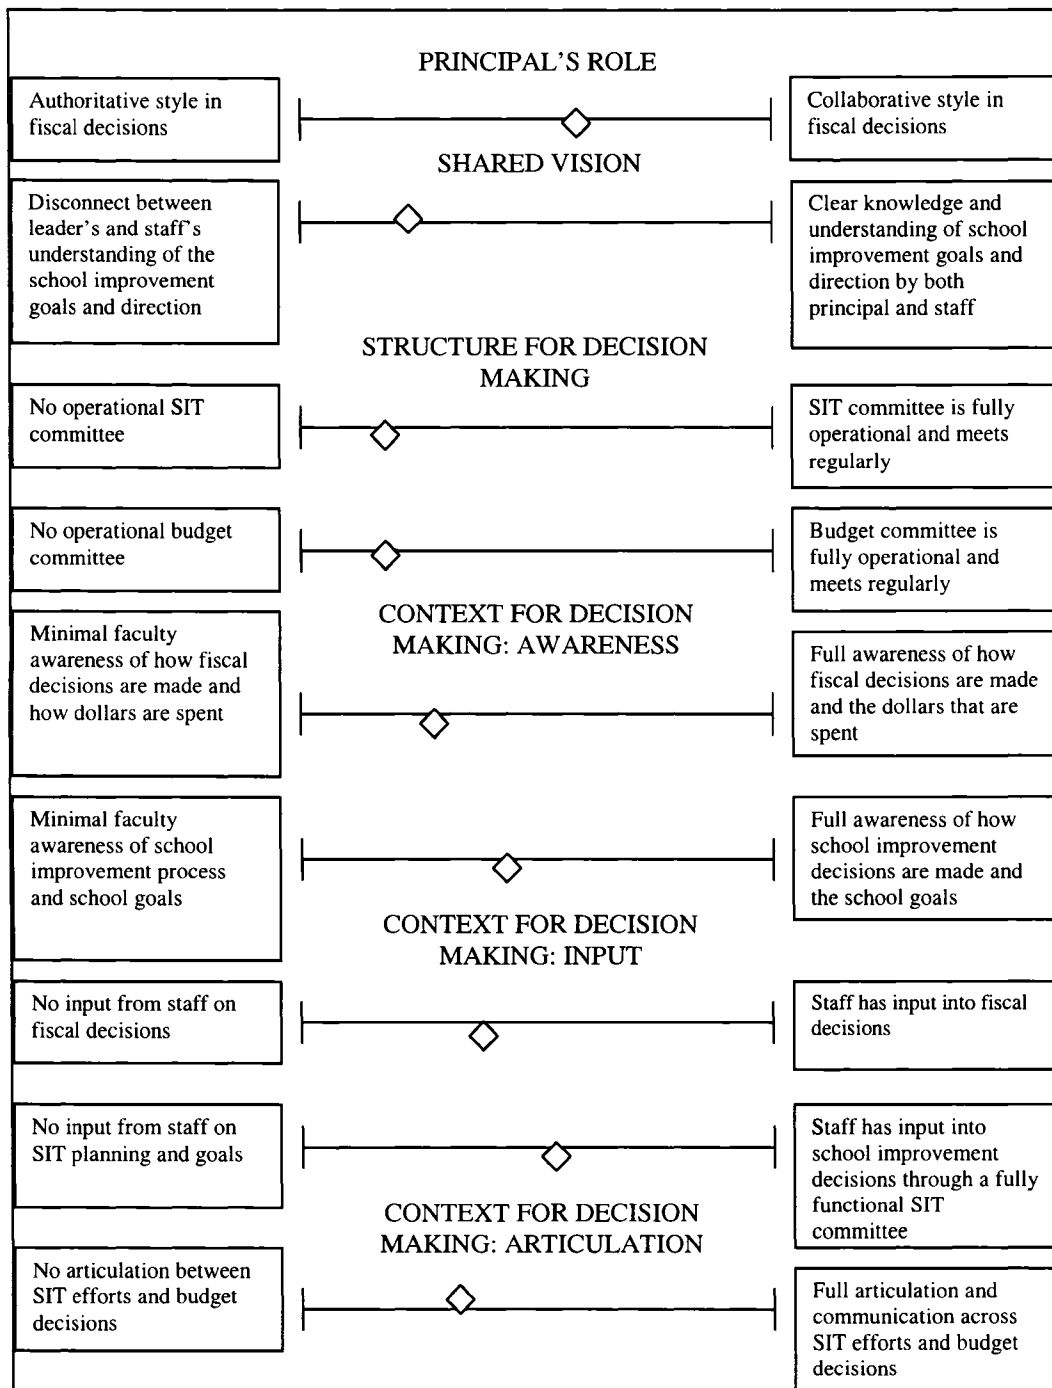 PRINCIPAL'S ROLE
Authoritative style in
fiscal decisions
Collaborative style in
fiscal decisions
SHARED VISION
Disconnect between
leader's and staff's
understanding of the
school improvement
goals and direction
Clear knowledge and
understanding of school
improvement goals and
direction by both
principal and staff
STRUCTURE FOR DECISION
MAKING
No operational SIT
committee
SIT committee is fully
operational and meets
regularly
No operational budget
committee
Budget committee is
fully operational and
meets regularly
CONTEXT FOR DECISION
MAKING: AWARENESS
Minimal faculty
awareness of how fiscal
decisions are made and
how dollars are spent
Full awareness of how
fiscal decisions are made
and the dollars that are
spent
Minimal faculty
awareness of school
improvement process
and school goals
Full awareness of how
school improvement
decisions are made and
the school goals
CONTEXT FOR DECISION
MAKING: INPUT
No input from staff on
fiscal decisions
Staff has input into fiscal
decisions
No input from staff on
SIT planning and goals
Staff has input into
school improvement
decisions through a fully
functional SIT
committee
CONTEXT FOR DECISION
MAKING: ARTICULATION
No articulation between
SIT efforts and budget
decisions
Full articulation and
communication across
SIT efforts and budget
decisions